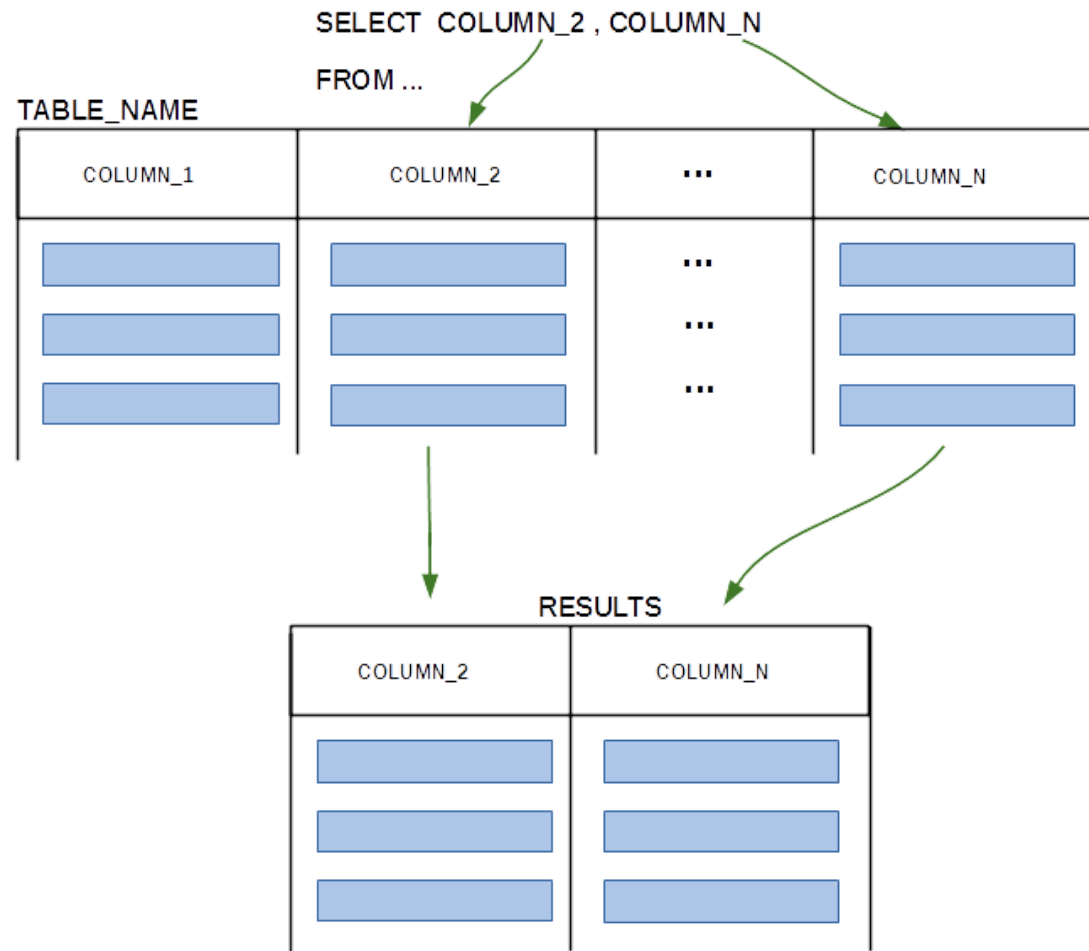 SELECT COLUMN_2 , COLUMN_N
FROM ...
TABLE_NAME
COLUMN_1 COLUMN_2 ... COLUMN_N
...
...
...
RESULTS
COLUMN_2 COLUMN_N